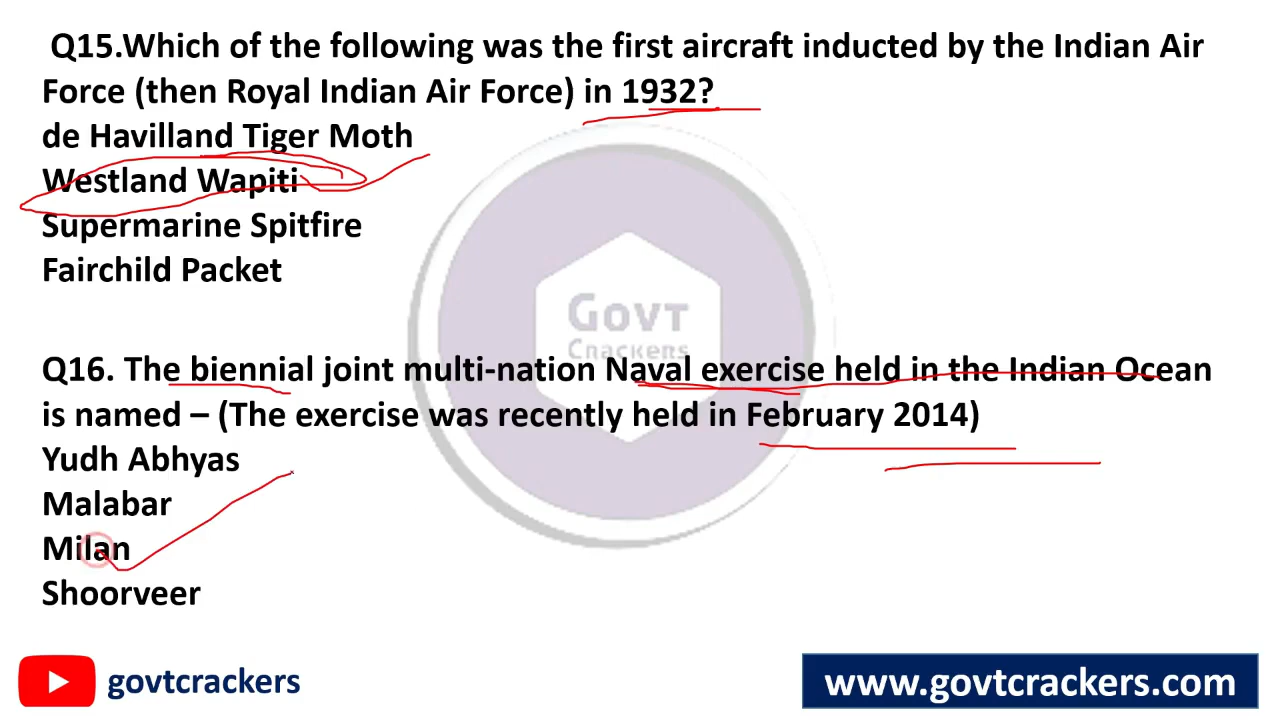 Q15.Which of the following was the first aircraft inducted by the Indian Air
Force (then Royal Indian Air Force) in 1932?
de Havilland Tiger Moth
Westland Wapiti
Supermarine Spitfire
Fairchild Packet
GOVT
CRACKERS
Q16. The biennial joint multi-nation Naval exercise held in the Indian Ocean
is named – (The exercise was recently held in February 2014)
Yudh Abhyas
Malabar
Milan
Shoorveer
govtcrackers
www.govtcrackers.com